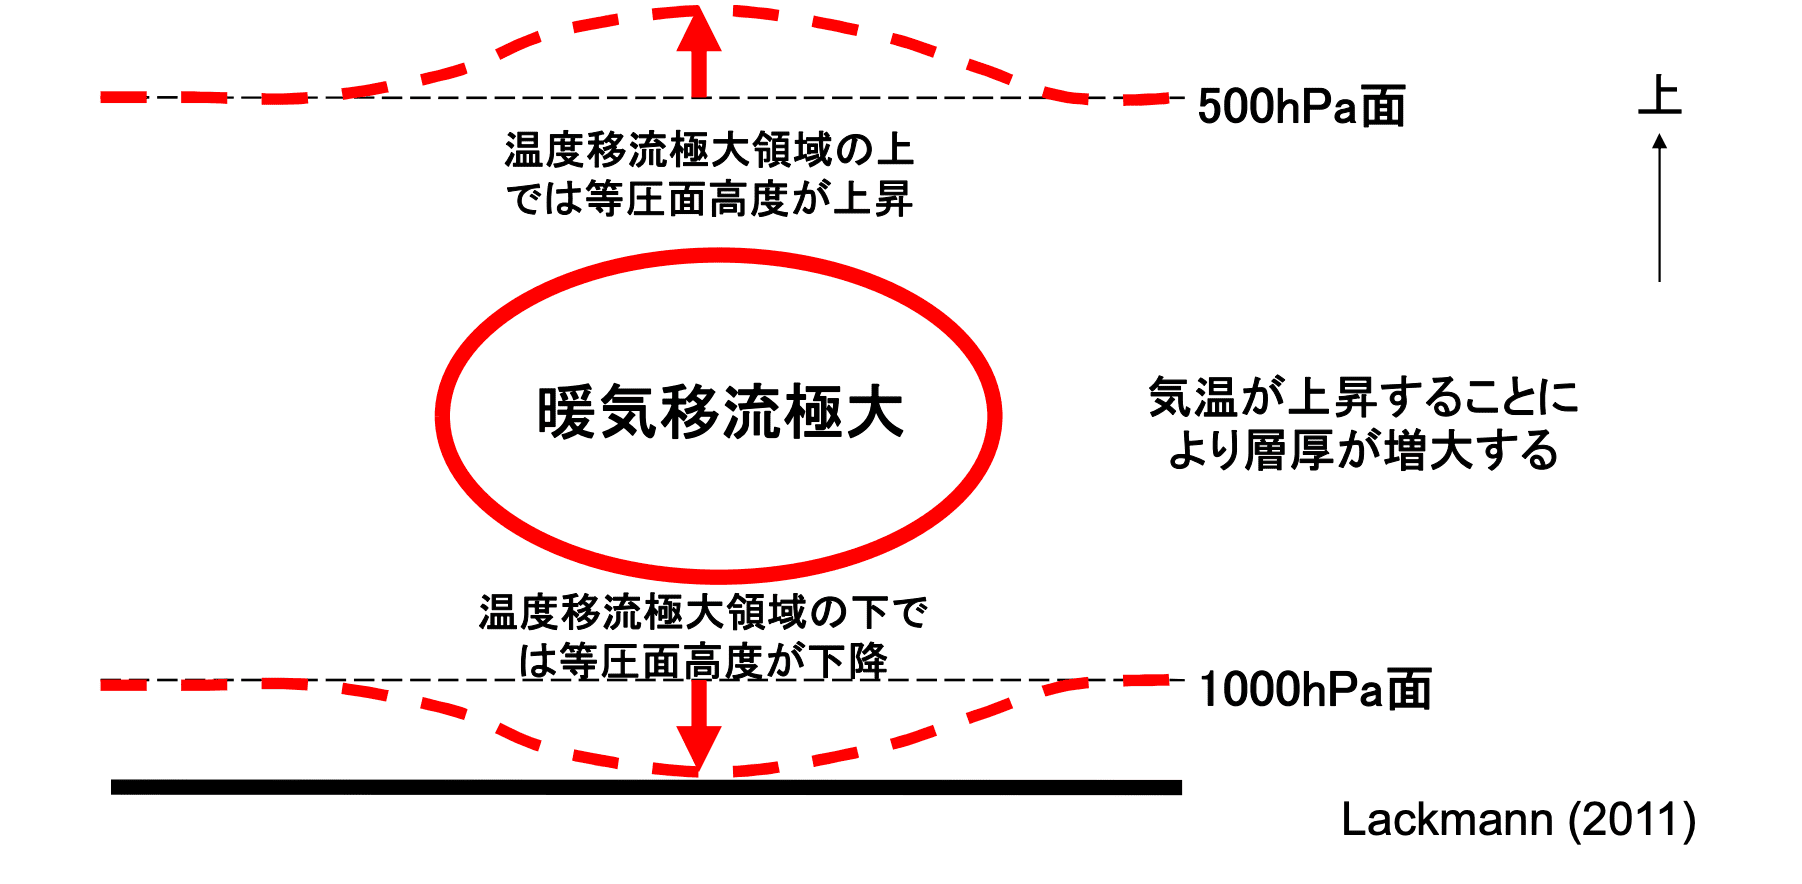 500hPa面
上
温度移流極大領域の上
では等圧面高度が上昇
暖気移流極大
気温が上昇することに
より層厚が増大する
温度移流極大領域の下で
は等圧面高度が下降
1000hPa面
Lackmann (2011)